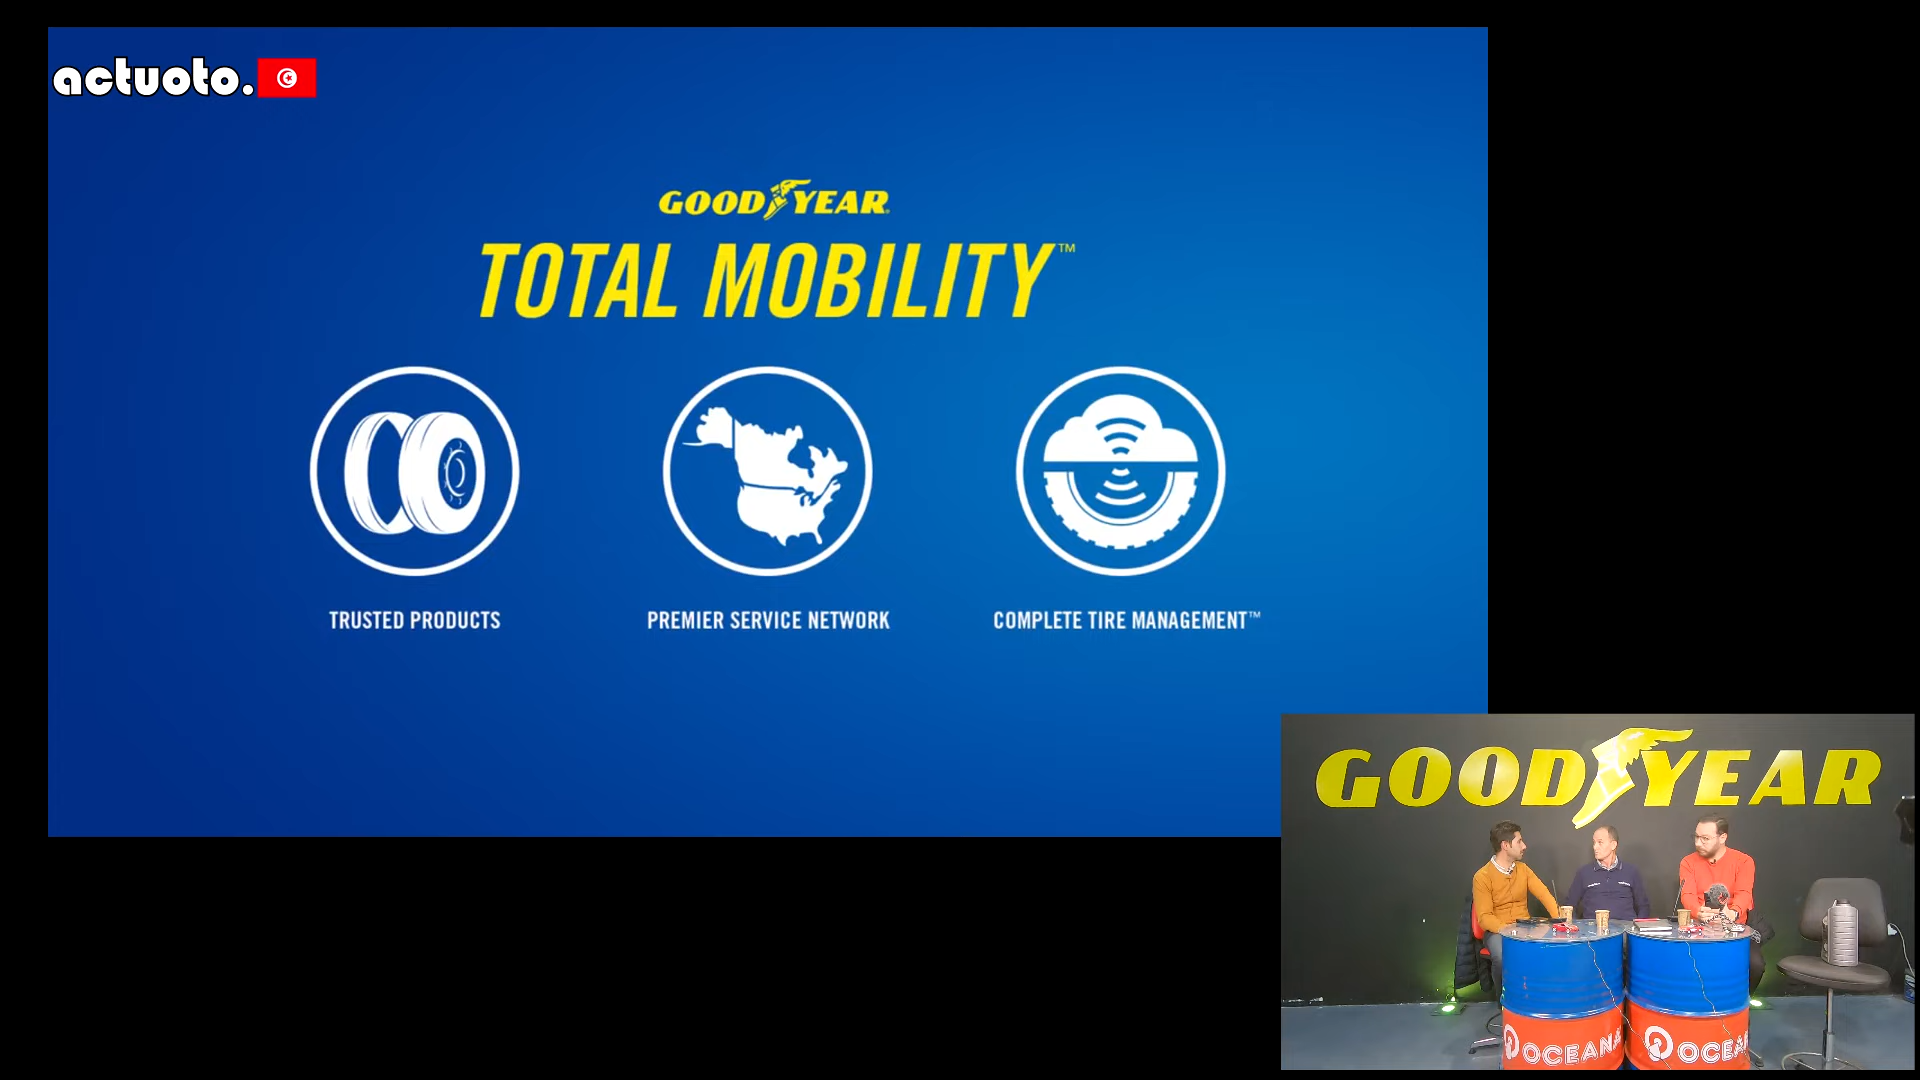 actuoto.
GOODYEAR
TOTAL MOBILITY™
TRUSTED PRODUCTS
PREMIER SERVICE NETWORK
COMPLETE TIRE MANAGEMENT™
GOODYEAR
OCEANA
OCEA